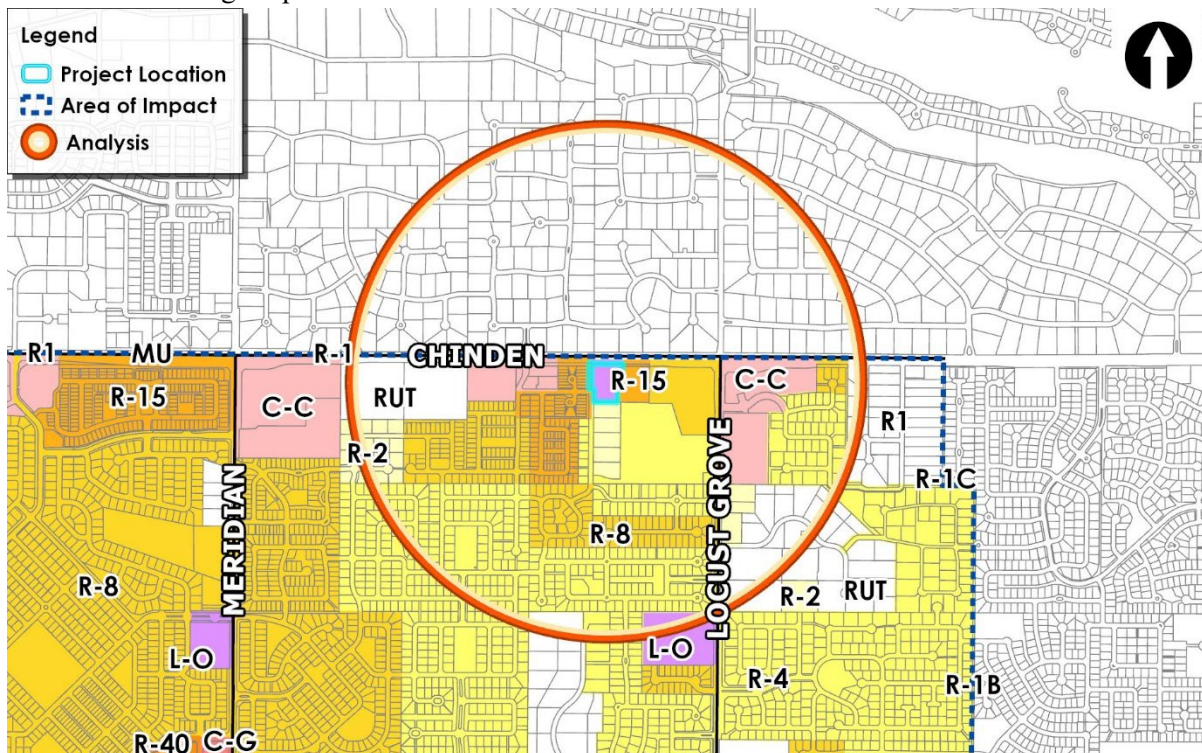 Legend
Project Location
Area of Impact
Analysis
R1
MU
R-1
CHINDEN
R-15
C-C
R-15
C-C
RUT
R1
R-2
R-1C
MERIDIAN
LOCUST GROVE
R-8
R-8
R-2
RUT
L-O
L-O
R-4
R-1B
R-40
C-G